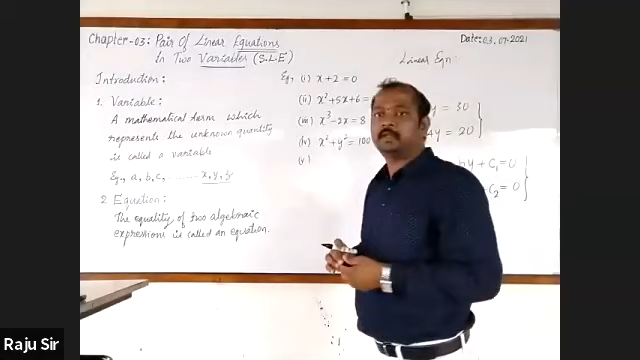 Chapter-03: Pair Of Linear Equations
In Two Variables (S.L.E)
Date: 03.07.2021
Introduction:
1. Variable:
A mathematical term which
represents the unknown quantity
is called a variable
Eg., a, b, c, ........ x, y, z
2 Equation:
The equality of two algebraic
expressions is called an equation.
Eg., (i) x + 2 = 0
(ii) x² + 5x + 6 =
(iii) x³ - 2x = 8
(iv) x² + y² = 100
(v)
Linear Eqn:
y = 30
4y = 20
by + C₁ = 0
C₂ = 0
Raju Sir